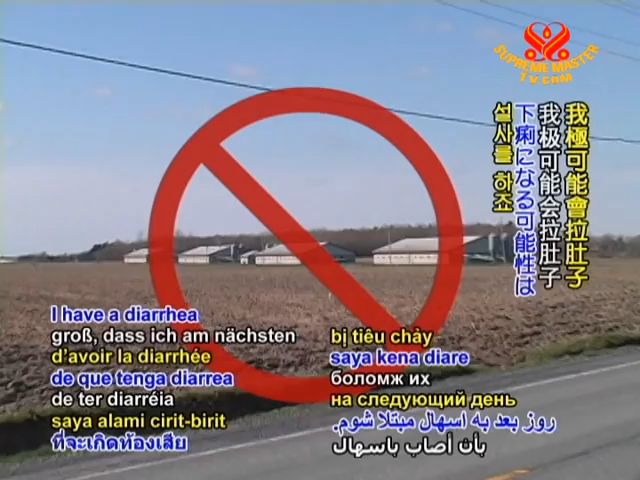 SUPREME MASTER
TV.COM
我極可能會拉肚子
我极可能会拉肚子
下痢になる可能性は
설사를 하죠
I have a diarrhea
groß, dass ich am nächsten
d'avoir la diarrhée
de que tenga diarrea
de ter diarréia
saya alami cirit-birit
ที่จะเกิดท้องเสีย
bị tiêu chảy
saya kena diare
боломж их
на следующий день
روز بعد به اسهال مبتلا شوم.
بأن أصاب باسهال